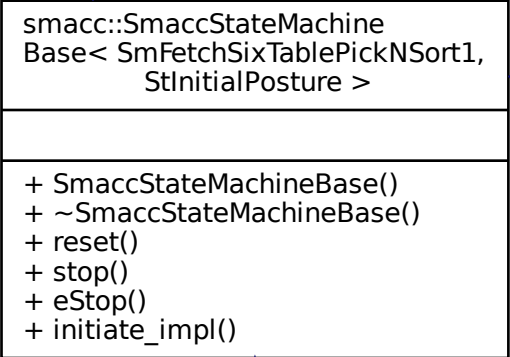 smacc::SmaccStateMachine
Base< SmFetchSixTablePickNSort1,
StInitialPosture >
+ SmaccStateMachineBase()
+ ~SmaccStateMachineBase()
+ reset()
+ stop()
+ eStop()
+ initiate_impl()